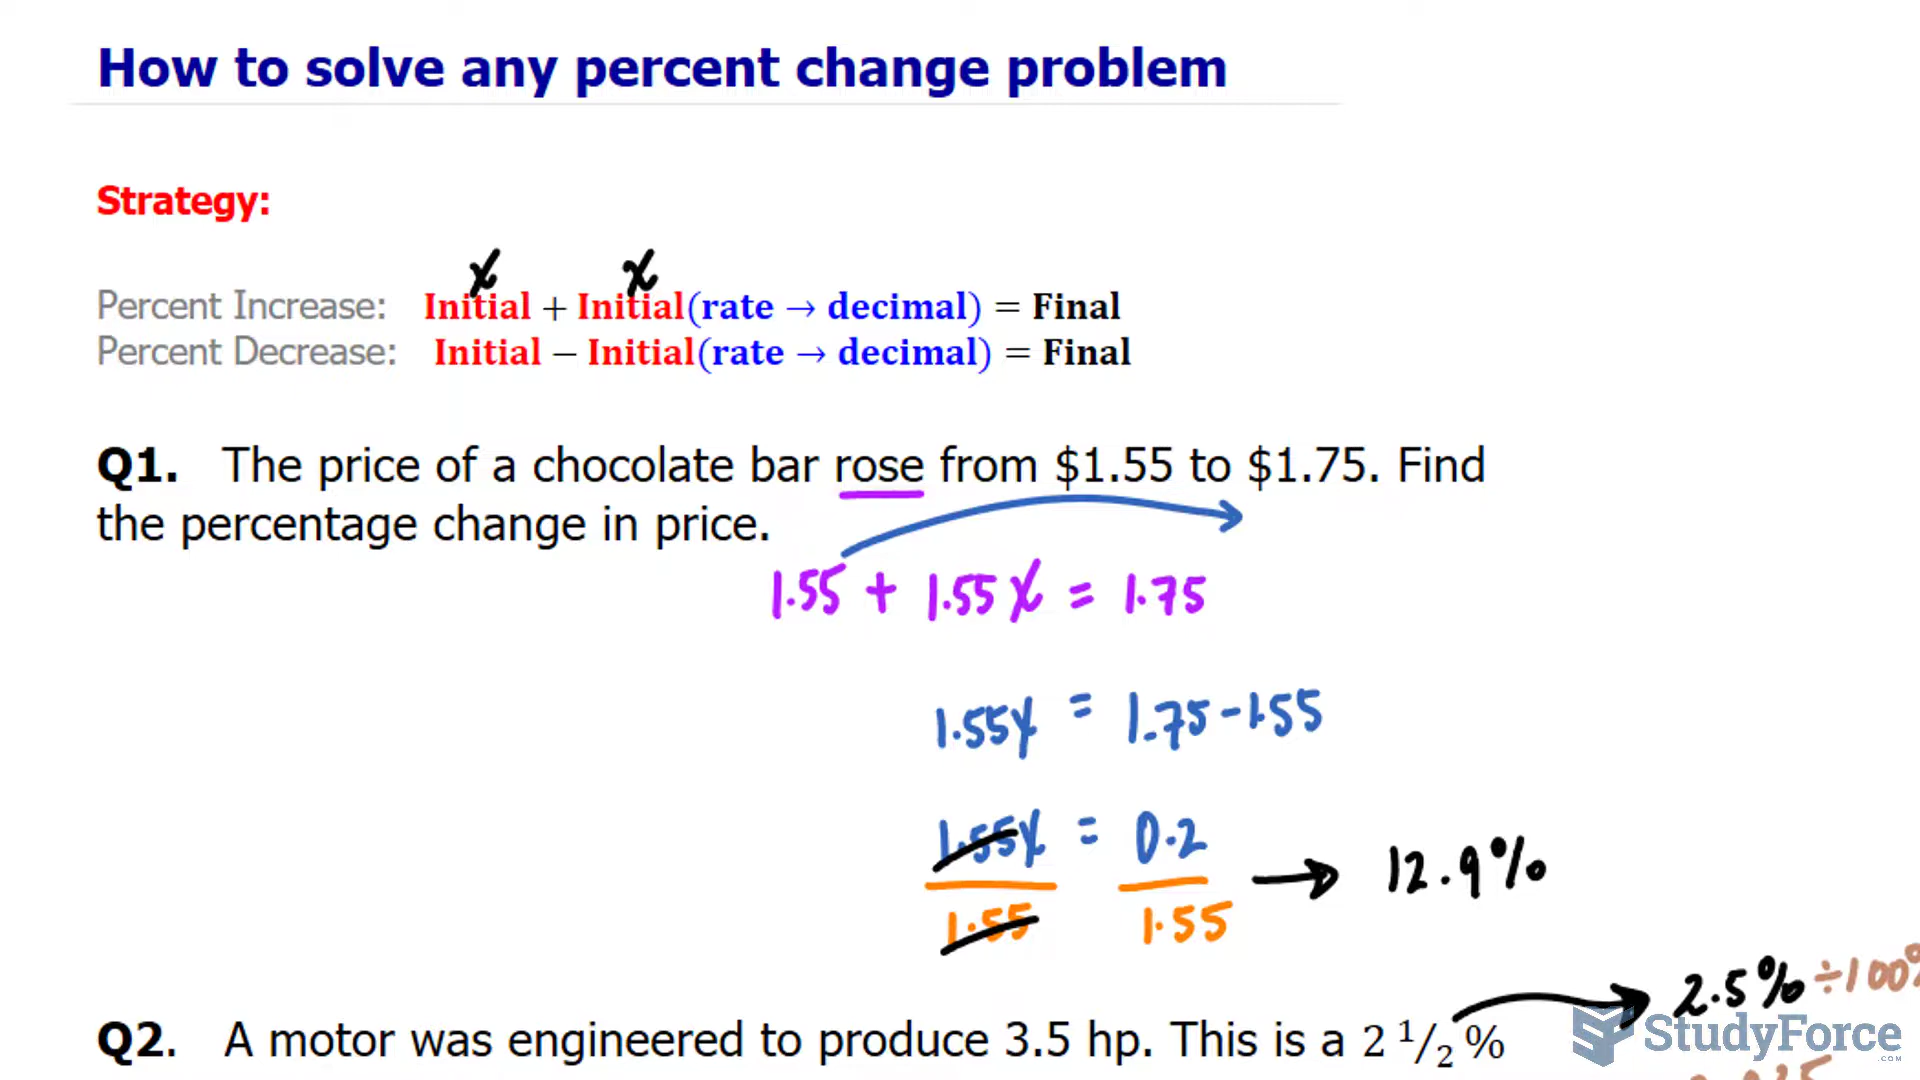 How to solve any percent change problem
Strategy:
x x
Percent Increase: Initial + Initial(rate → decimal) = Final
Percent Decrease: Initial − Initial(rate → decimal) = Final
Q1. The price of a chocolate bar rose from $1.55 to $1.75. Find
the percentage change in price.
1.55 + 1.55x = 1.75
1.55x = 1.75-1.55
1.55x = 0.2
1.55 1.55
→ 12.9%
2.5% ÷100%
Q2. A motor was engineered to produce 3.5 hp. This is a 2 1/2 %
StudyForce
.COM